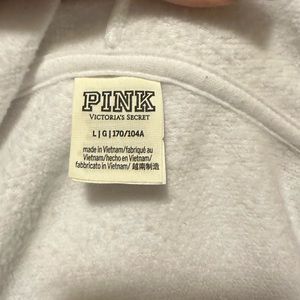 PINK
VICTORIA'S SECRET
L | G | 170/104A
made in Vietnam/fabriqué au
Vietnam/hecho en Vietnam/
fabbricato in Vietnam/ 越南制造